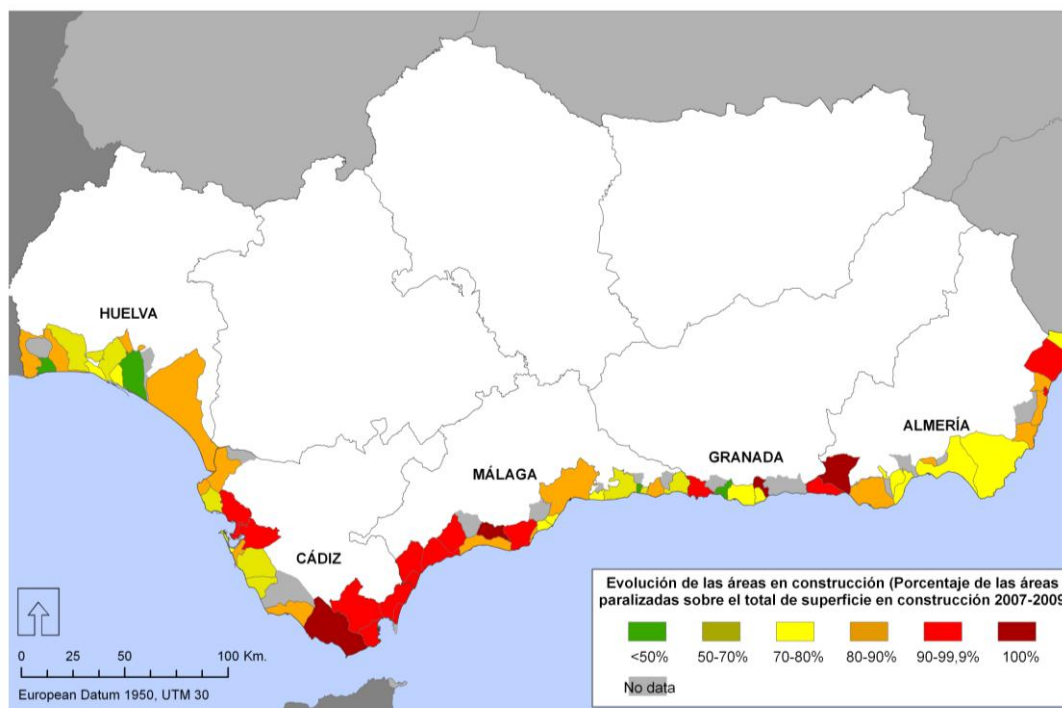 HUELVA
ALMERÍA
GRANADA
MÁLAGA
CÁDIZ
Evolución de las áreas en construcción (Porcentaje de las áreas
paralizadas sobre el total de superficie en construcción 2007-2009
<50% 50-70% 70-80% 80-90% 90-99,9% 100%
No data
0 25 50 100 Km.
European Datum 1950, UTM 30